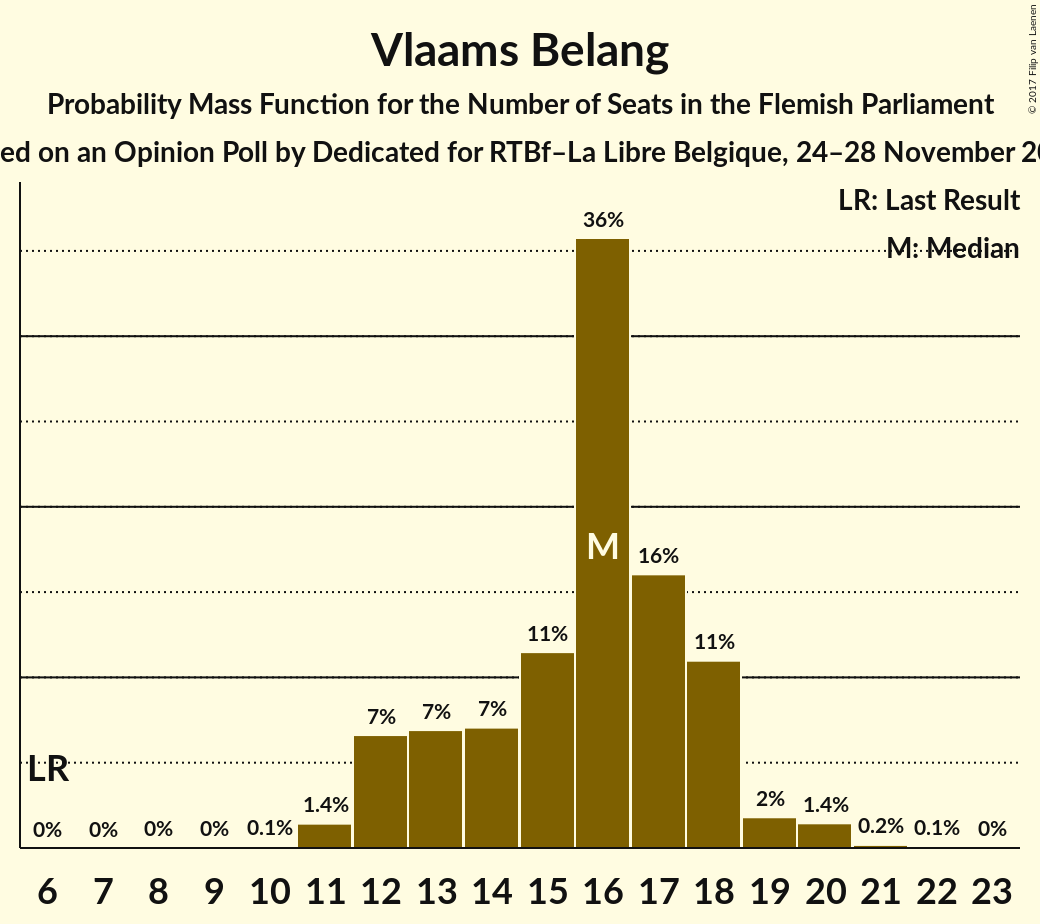 Vlaams Belang
Probability Mass Function for the Number of Seats in the Flemish Parliament
ed on an Opinion Poll by Dedicated for RTBf–La Libre Belgique, 24–28 November 20
© 2017 Filip van Laenen
LR: Last Result
M: Median
36%
M
16%
11%
11%
7%
7%
7%
LR
2%
1.4%
1.4%
0%
0%
0%
0%
0.1%
0.2%
0.1%
0%
6 7 8 9 10 11 12 13 14 15 16 17 18 19 20 21 22 23